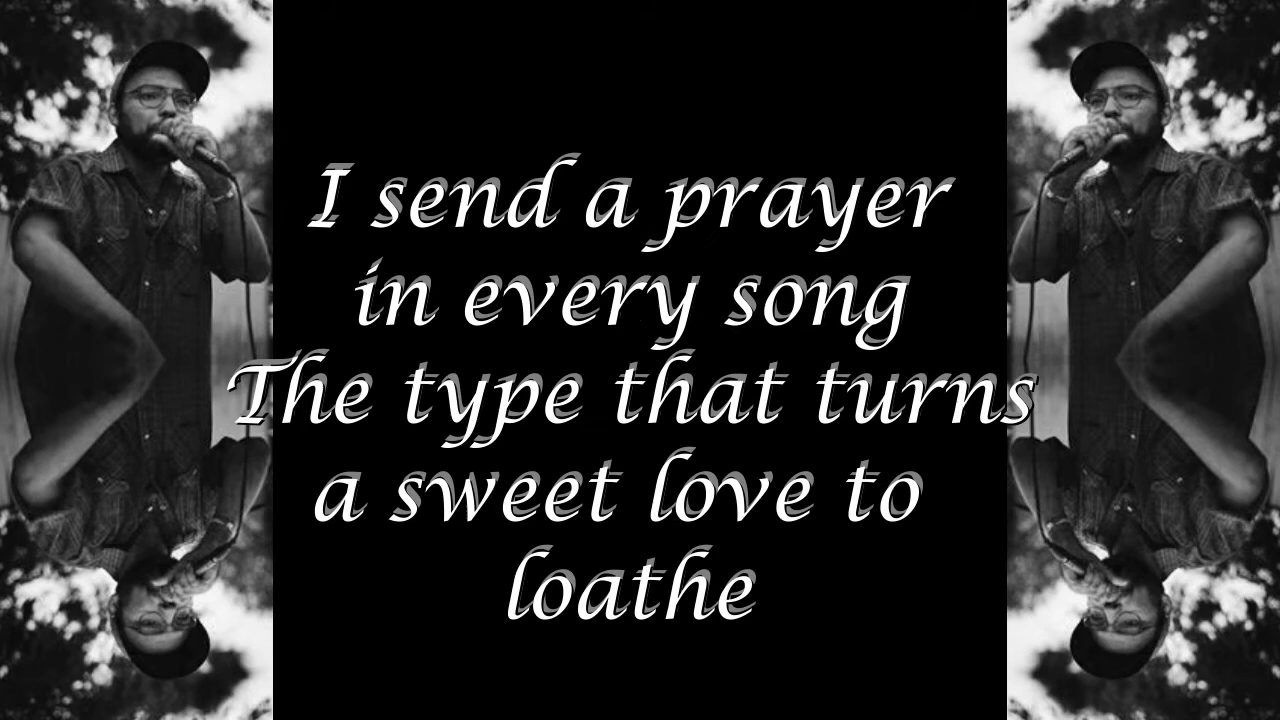 I send a prayer
in every song
The type that turns
a sweet love to
loathe